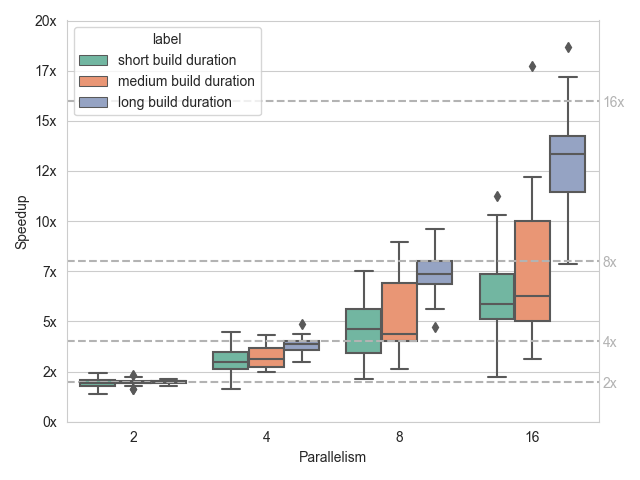 20x
17x
15x
12x
10x
7x
5x
2x
0x
Speedup
label
short build duration
medium build duration
long build duration
16x
8x
4x
2x
2
4
8
16
Parallelism